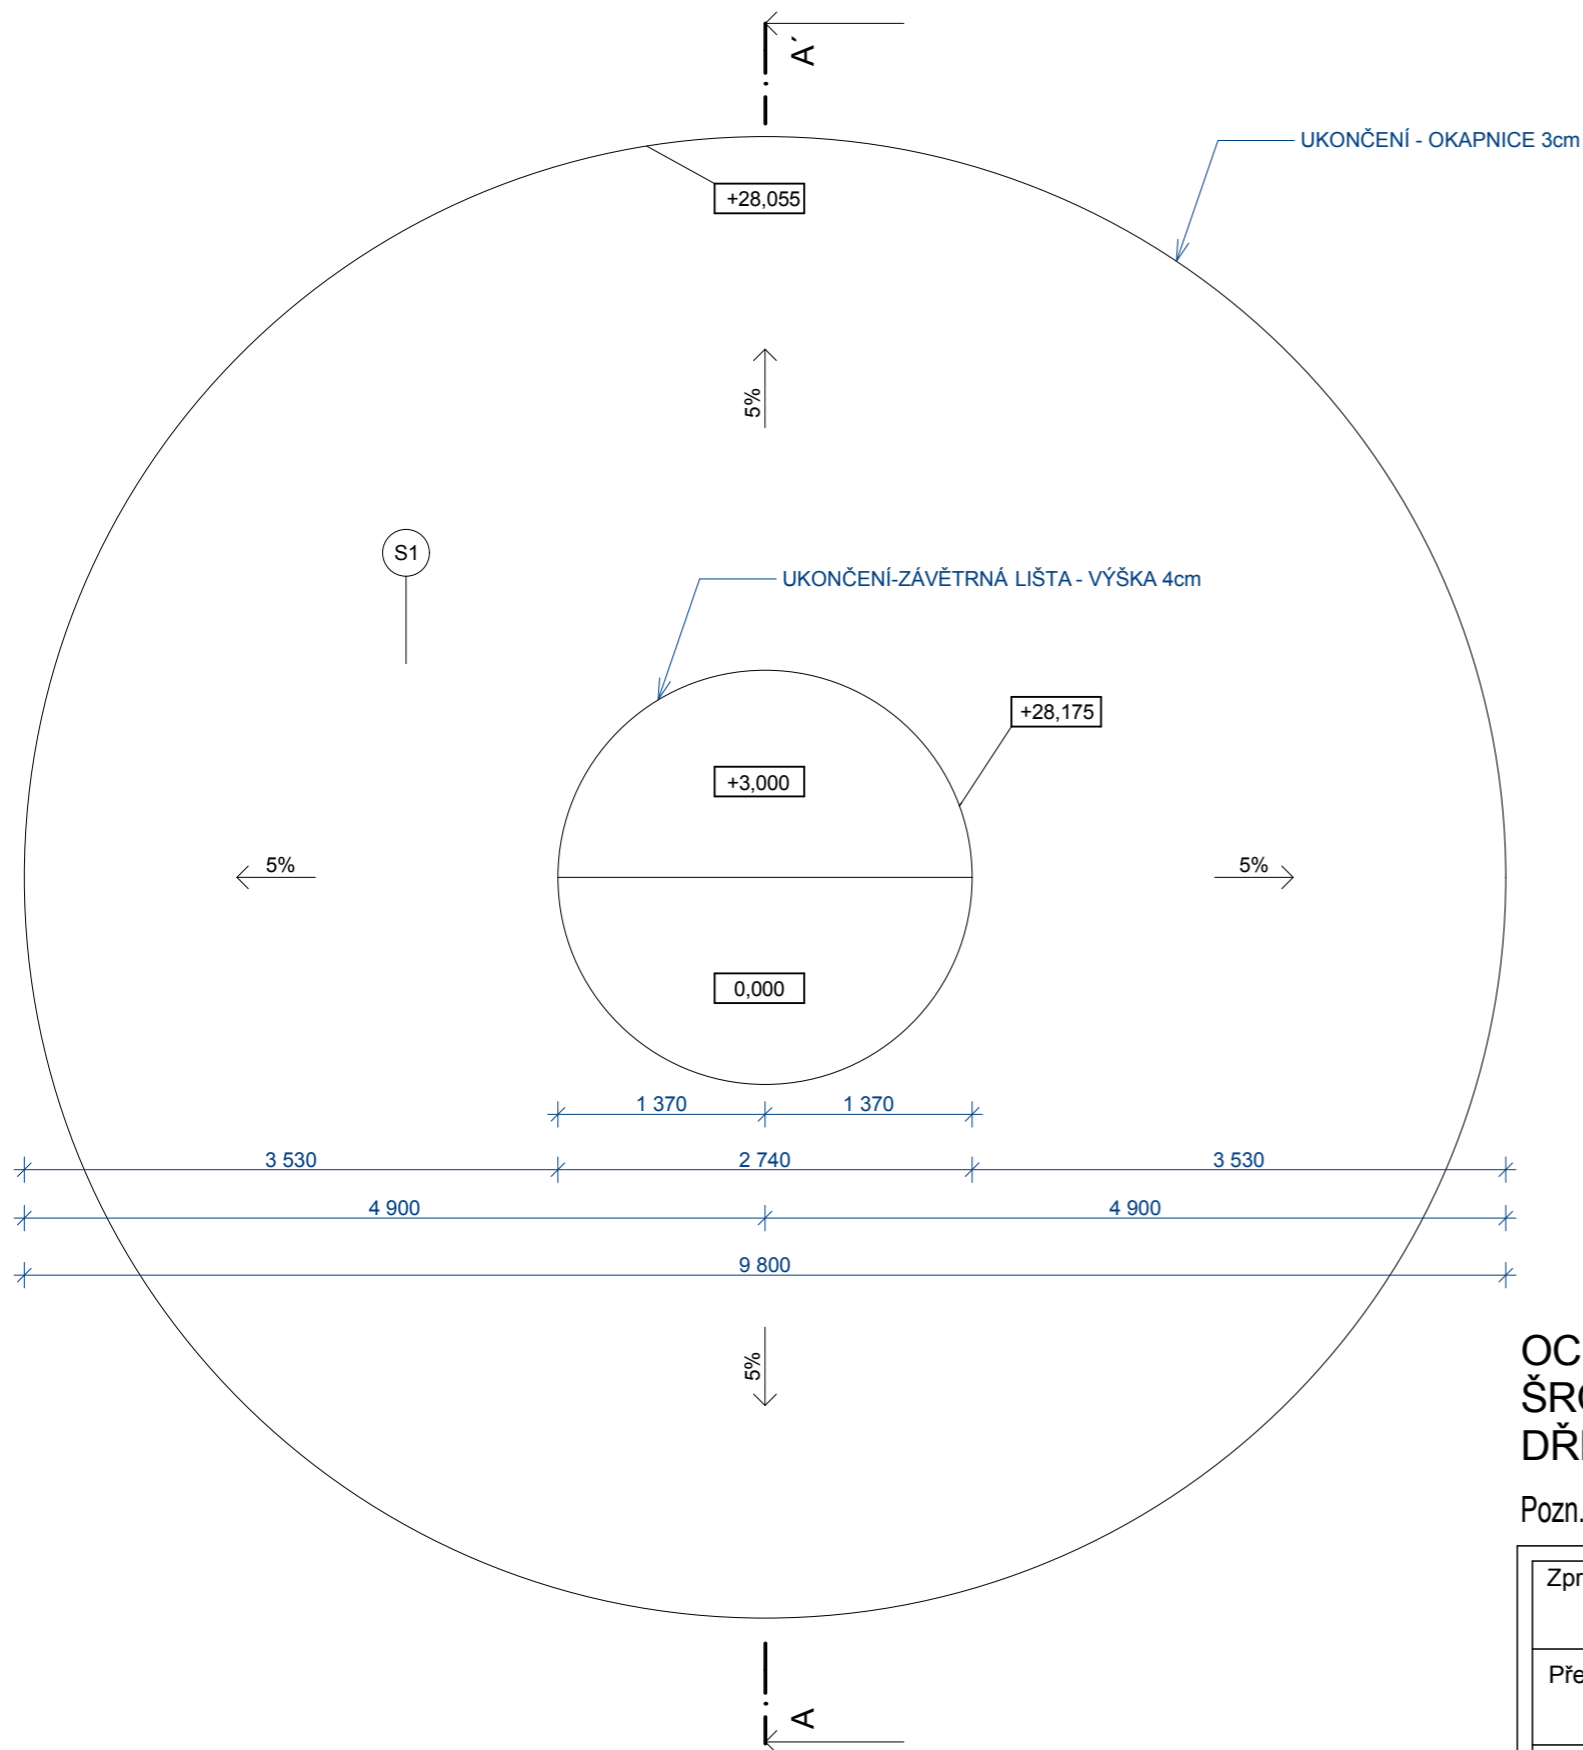 A´
UKONČENÍ - OKAPNICE 3cm
+28,055
5%
S1
UKONČENÍ-ZÁVĚTRNÁ LIŠTA - VÝŠKA 4cm
+28,175
+3,000
5%
5%
0,000
1 370 1 370
3 530 2 740 3 530
4 900 4 900
9 800
5%
Pozn.
A